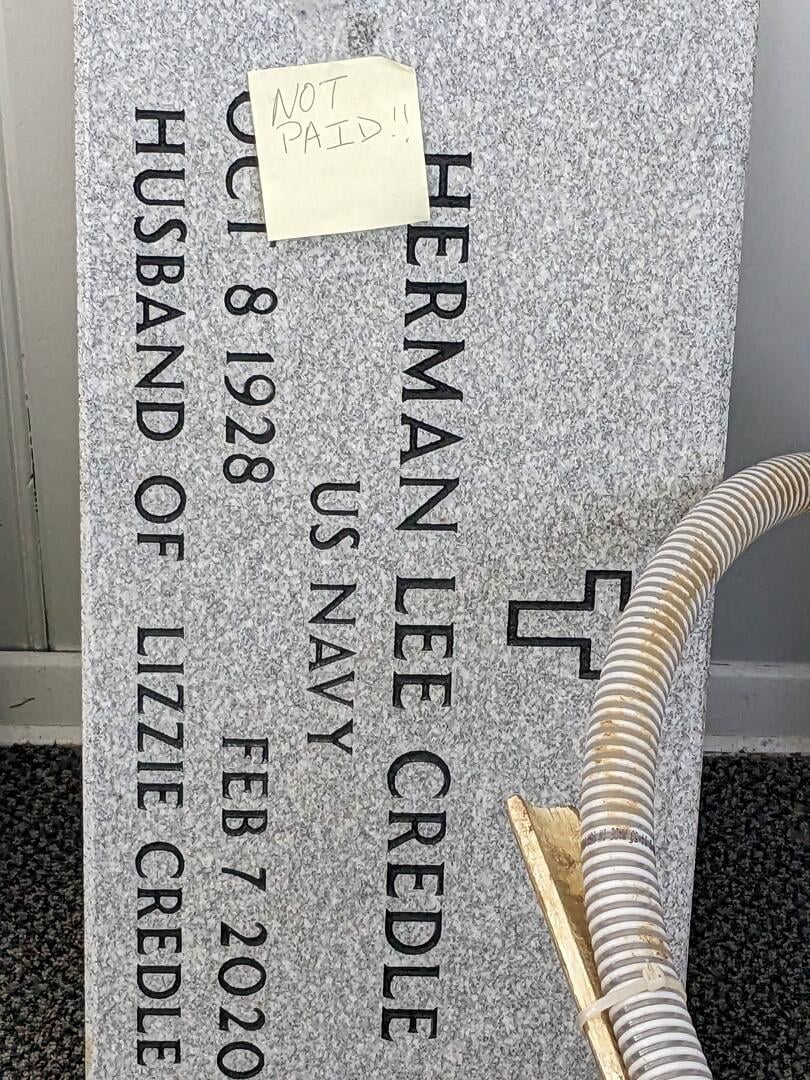 NOT
PAID!!
HERMAN LEE CREDLE
US NAVY
OCT 8 1928 FEB 7 2020
HUSBAND OF LIZZIE CREDLE